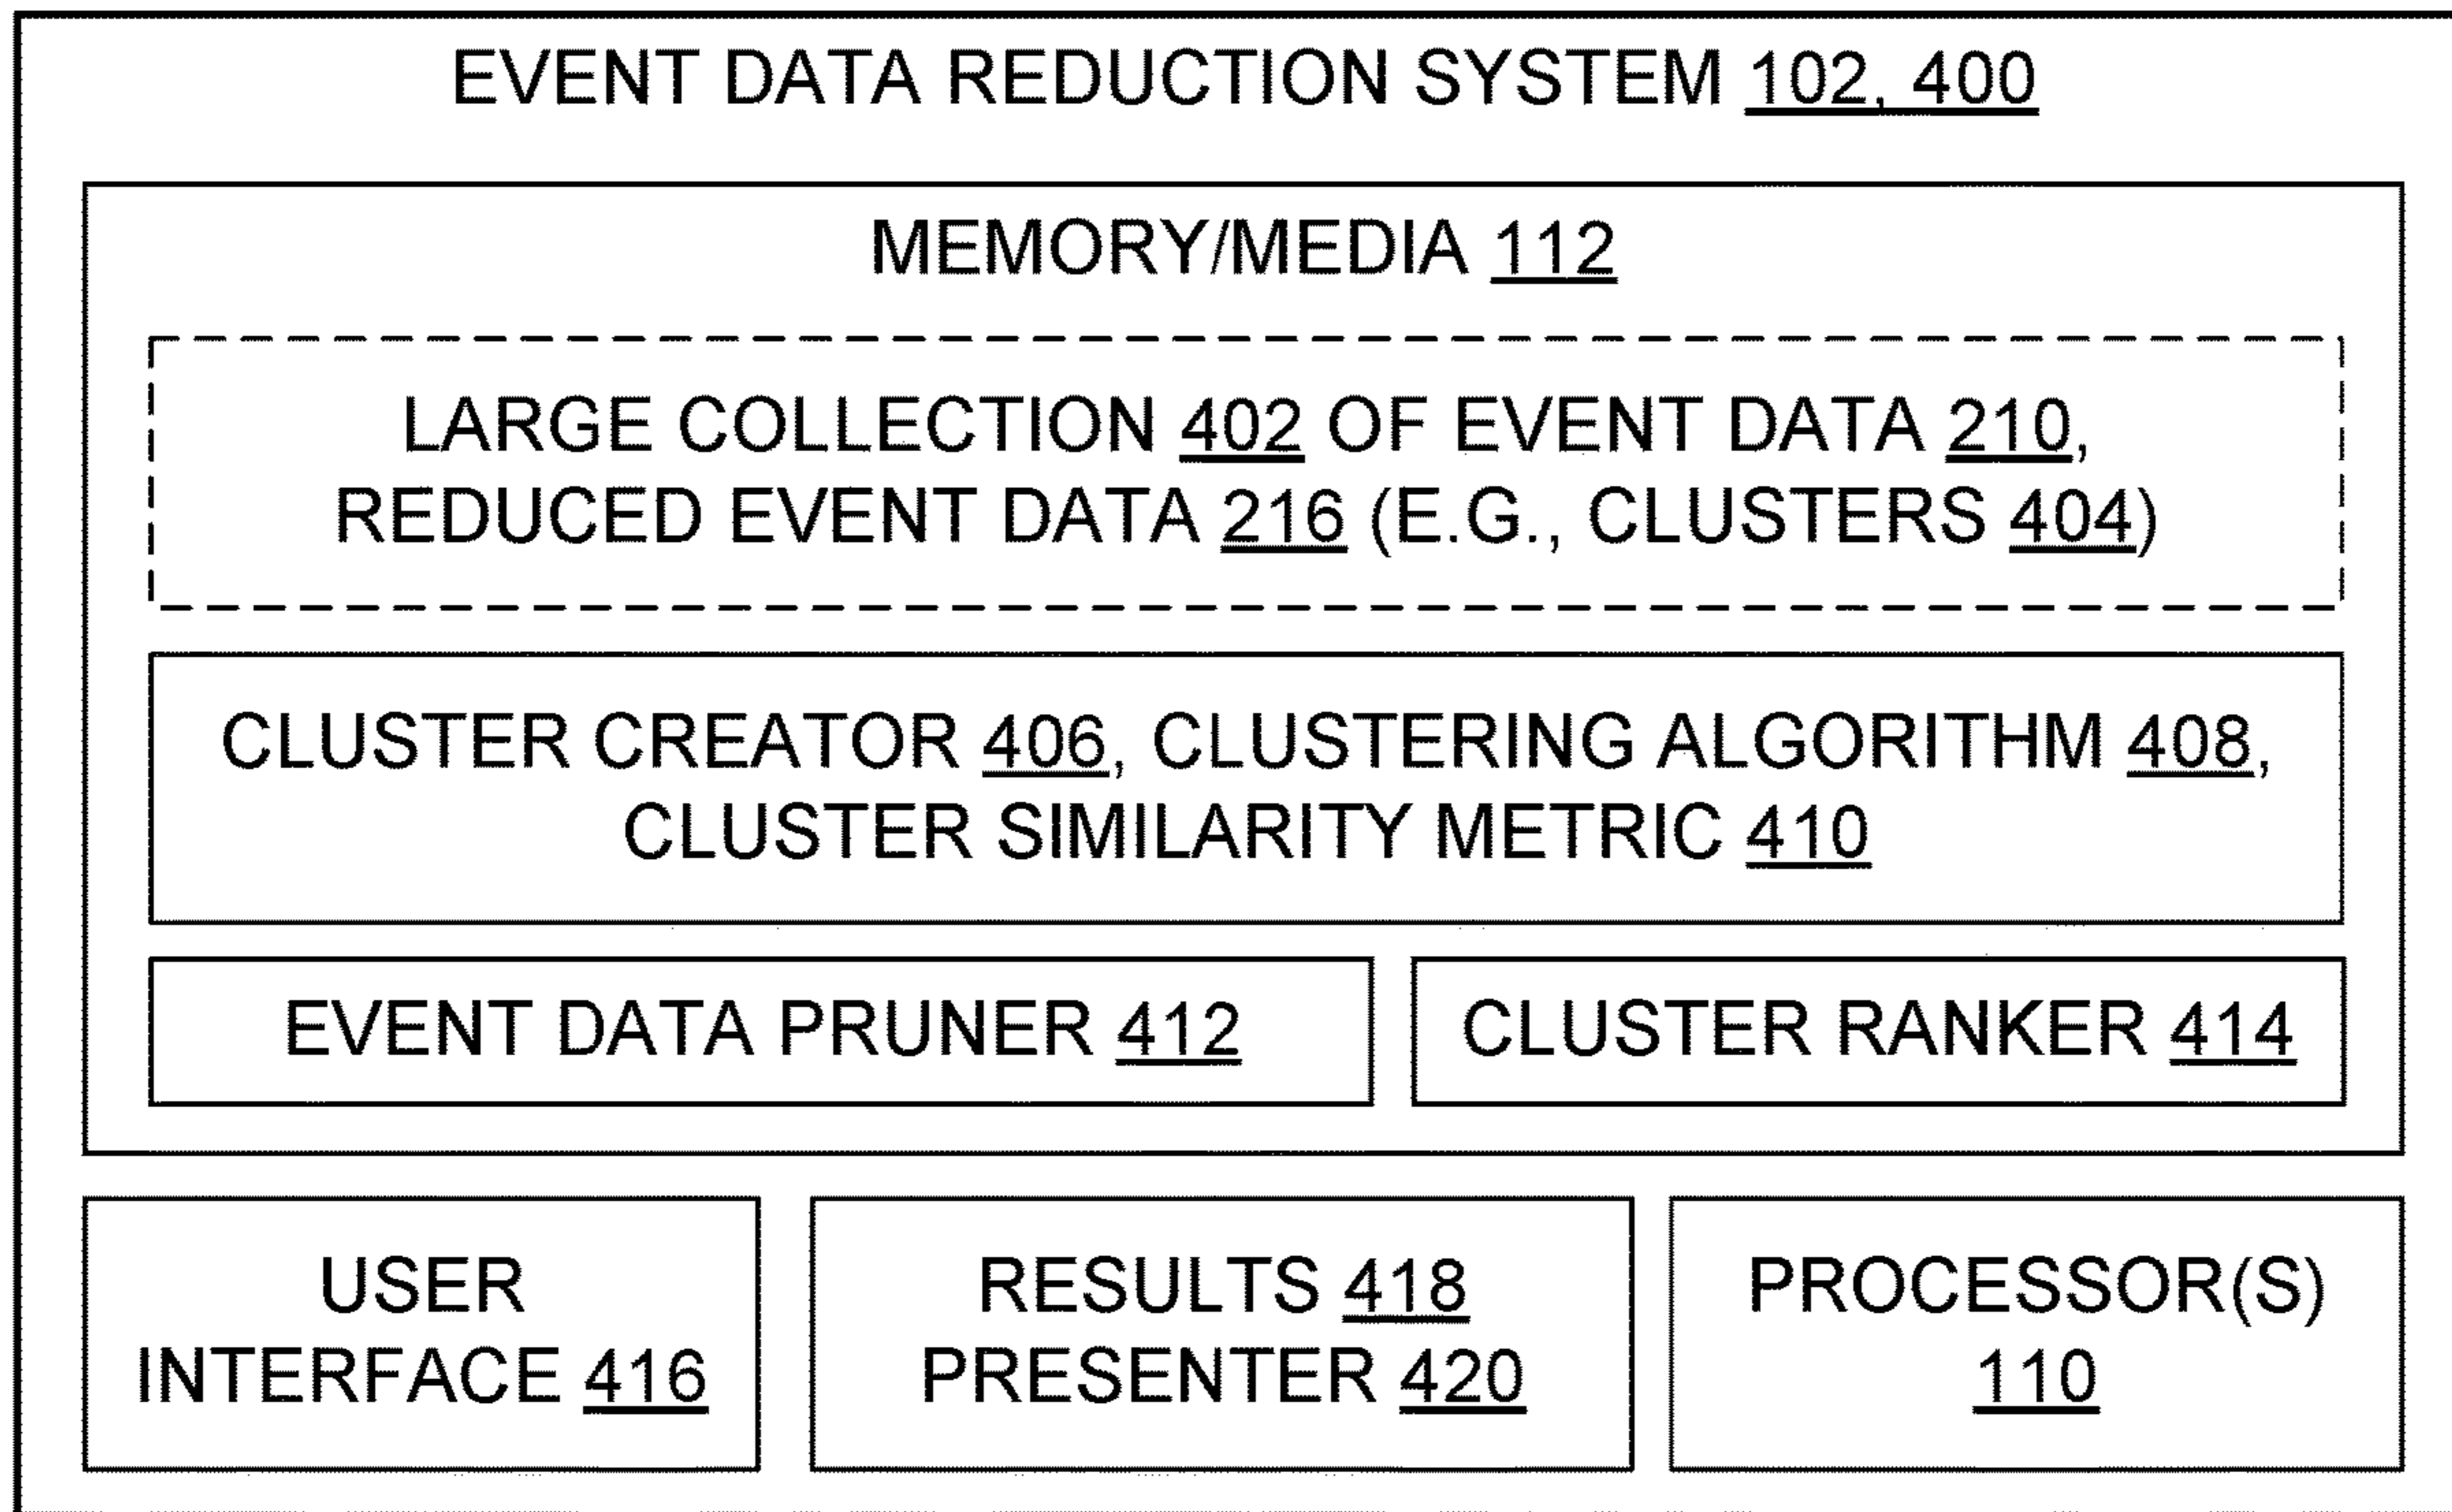 EVENT DATA REDUCTION SYSTEM 102, 400
MEMORY/MEDIA 112
LARGE COLLECTION 402 OF EVENT DATA 210,
REDUCED EVENT DATA 216 (E.G., CLUSTERS 404)
CLUSTER CREATOR 406, CLUSTERING ALGORITHM 408,
CLUSTER SIMILARITY METRIC 410
EVENT DATA PRUNER 412
CLUSTER RANKER 414
USER
INTERFACE 416
RESULTS 418
PRESENTER 420
PROCESSOR(S)
110